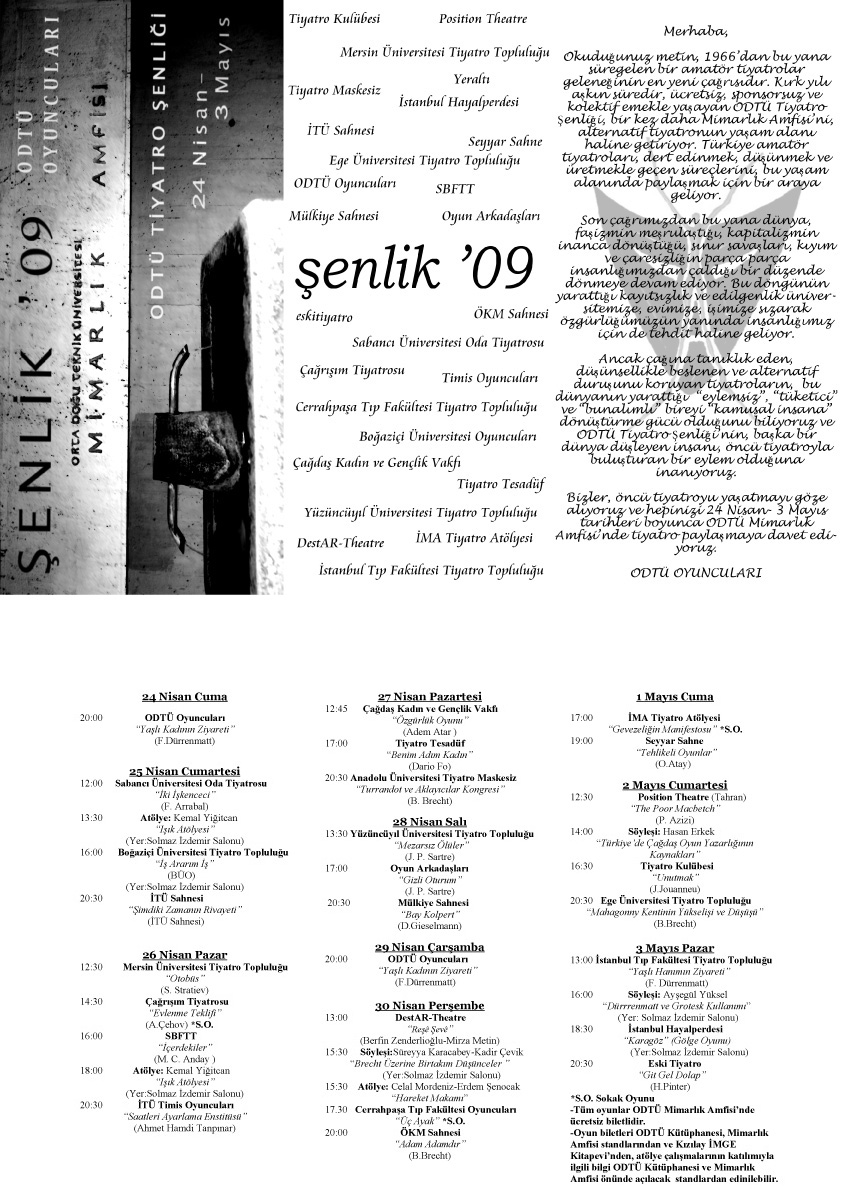 ŞENLİK '09
ODTÜ
OYUNCULARI
ORTA DOĞU TEKNİK ÜNİVERSİTESİ
MİMARLIK AMFİSİ
ODTÜ TİYATRO ŞENLİĞİ
24 Nisan–
3 Mayıs
Tiyatro Kulübesi
Position Theatre
Mersin Üniversitesi Tiyatro Topluluğu
Yeraltı
Tiyatro Maskesiz
İstanbul Hayalperdesi
İTÜ Sahnesi
Seyyar Sahne
Ege Üniversitesi Tiyatro Topluluğu
ODTÜ Oyuncuları
SBFTT
Mülkiye Sahnesi
Oyun Arkadaşları
şenlik '09
eskitiyatro
ÖKM Sahnesi
Sabancı Üniversitesi Oda Tiyatrosu
Çağrışım Tiyatrosu
Timis Oyuncuları
Cerrahpaşa Tıp Fakültesi Tiyatro Topluluğu
Boğaziçi Üniversitesi Oyuncuları
Çağdaş Kadın ve Gençlik Vakfı
Tiyatro Tesadüf
Yüzüncüyıl Üniversitesi Tiyatro Topluluğu
DestAR-Theatre
İMA Tiyatro Atölyesi
İstanbul Tıp Fakültesi Tiyatro Topluluğu
Merhaba,
Okuduğunuz metin, 1966'dan bu yana
süregelen bir amatör tiyatrolar
geleneğinin en yeni çağrısıdır. Kırk yılı
aşkın süredir, ücretsiz, sponsorsuz ve
kolektif emekle yaşayan ODTÜ Tiyatro
Şenliği, bir kez daha Mimarlık Amfisi'ni,
alternatif tiyatronun yaşam alanı
haline getiriyor. Türkiye amatör
tiyatroları, dert edinmek, düşünmek ve
üretmekle geçen süreçlerini, bu yaşam
alanında paylaşmak için bir araya
geliyor.
Son çağrımızdan bu yana dünya,
faşizmin meşrulaştığı, kapitalizmin
inanca dönüştüğü, sınır savaşları, kıyım
ve çaresizliğin parça parça
insanlığımızdan çaldığı bir düzende
dönmeye devam ediyor. Bu döngünün
yarattığı kayıtsızlık ve edilgenlik üniver-
sitemize, evimize, işimize sızarak
özgürlüğümüzün yanında insanlığımız
için de tehdit haline geliyor.
Ancak çağına tanıklık eden,
düşünsellikle beslenen ve alternatif
duruşunu koruyan tiyatroların, bu
dünyanın yarattığı "eylemsiz", "tüketici"
ve "bunalımlı" bireyi "kamusal insana"
dönüştürme gücü olduğunu biliyoruz ve
ODTÜ Tiyatro Şenliği'nin, başka bir
dünya düşleyen insanı, öncü tiyatroyla
buluşturan bir eylem olduğuna
inanıyoruz.
Bizler, öncü tiyatroyu yaşatmayı göze
alıyoruz ve hepinizi 24 Nisan- 3 Mayıs
tarihleri boyunca ODTÜ Mimarlık
Amfisi'nde tiyatro paylaşmaya davet edi-
yoruz.
ODTÜ OYUNCULARI
24 Nisan Cuma
20:00 ODTÜ Oyuncuları
"Yaşlı Kadının Ziyareti"
(F.Dürrenmatt)
25 Nisan Cumartesi
12:00 Sabancı Üniversitesi Oda Tiyatrosu
"İki İşkenceci"
(F. Arrabal)
13:30 Atölye: Kemal Yiğitcan
"Işık Atölyesi"
(Yer:Solmaz İzdemir Salonu)
16:00 Boğaziçi Üniversitesi Tiyatro Topluluğu
"İş Ararım İş"
(BÜO)
(Yer:Solmaz İzdemir Salonu)
20:30 İTÜ Sahnesi
"Şimdiki Zamanın Rivayeti"
(İTÜ Sahnesi)
26 Nisan Pazar
12:30 Mersin Üniversitesi Tiyatro Topluluğu
"Otobüs"
(S. Stratiev)
14:30 Çağrışım Tiyatrosu
"Evlenme Teklifi"
(A.Çehov) *S.O.
16:00 SBFTT
"İçerdekiler"
(M. C. Anday )
18:00 Atölye: Kemal Yiğitcan
"Işık Atölyesi"
(Yer:Solmaz İzdemir Salonu)
20:30 İTÜ Timis Oyuncuları
"Saatleri Ayarlama Enstitüsü"
(Ahmet Hamdi Tanpınar)
27 Nisan Pazartesi
12:45 Çağdaş Kadın ve Gençlik Vakfı
"Özgürlük Oyunu"
(Adem Atar )
17:00 Tiyatro Tesadüf
"Benim Adım Kadın"
(Dario Fo)
20:30 Anadolu Üniversitesi Tiyatro Maskesiz
"Turrandot ve Aklayıcılar Kongresi"
(B. Brecht)
28 Nisan Salı
13:30 Yüzüncüyıl Üniversitesi Tiyatro Topluluğu
"Mezarsız Ölüler"
(J. P. Sartre)
17:00 Oyun Arkadaşları
"Gizli Oturum"
(J. P. Sartre)
20:30 Mülkiye Sahnesi
"Bay Kolpert"
(D.Gieselmann)
29 Nisan Çarşamba
20:00 ODTÜ Oyuncuları
"Yaşlı Kadının Ziyareti"
(F.Dürrenmatt)
30 Nisan Perşembe
13:00 DestAR-Theatre
"Reşê Şevê"
(Berfin Zenderlioğlu-Mirza Metin)
15:30 Söyleşi:Süreyya Karacabey-Kadir Çevik
"Brecht Üzerine Birtakım Düşünceler "
(Yer:Solmaz İzdemir Salonu)
15:30 Atölye: Celal Mordeniz-Erdem Şenocak
"Hareket Makamı"
17.30 Cerrahpaşa Tıp Fakültesi Oyuncuları
"Üç Ayak" *S.O.
20:00 ÖKM Sahnesi
"Adam Adamdır"
(B.Brecht)
1 Mayıs Cuma
17:00 İMA Tiyatro Atölyesi
"Gevezeliğin Manifestosu" *S.O.
19:00 Seyyar Sahne
"Tehlikeli Oyunlar"
(O.Atay)
2 Mayıs Cumartesi
12:30 Position Theatre (Tahran)
"The Poor Macbetch"
(P. Azizi)
14:00 Söyleşi: Hasan Erkek
"Türkiye'de Çağdaş Oyun Yazarlığının
Kaynakları"
16:30 Tiyatro Kulübesi
"Unutmak"
(J.Jouanneu)
20:30 Ege Üniversitesi Tiyatro Topluluğu
"Mahagonny Kentinin Yükselişi ve Düşüşü"
(B.Brecht)
3 Mayıs Pazar
13:00 İstanbul Tıp Fakültesi Tiyatro Topluluğu
"Yaşlı Hanımın Ziyareti"
(F. Dürrenmatt)
16:00 Söyleşi: Ayşegül Yüksel
"Dürrrenmatt ve Grotesk Kullanımı"
(Yer: Solmaz İzdemir Salonu)
18:30 İstanbul Hayalperdesi
"Karagöz" (Gölge Oyunu)
(Yer:Solmaz İzdemir Salonu)
20:30 Eski Tiyatro
"Git Gel Dolap"
(H.Pinter)
*S.O. Sokak Oyunu
-Tüm oyunlar ODTÜ Mimarlık Amfisi'nde
ücretsiz biletlidir.
-Oyun biletleri ODTÜ Kütüphanesi, Mimarlık
Amfisi standlarından ve Kızılay İMGE
Kitapevi'nden, atölye çalışmalarının katılımıyla
ilgili bilgi ODTÜ Kütüphanesi ve Mimarlık
Amfisi önünde açılacak standlardan edinilebilir.